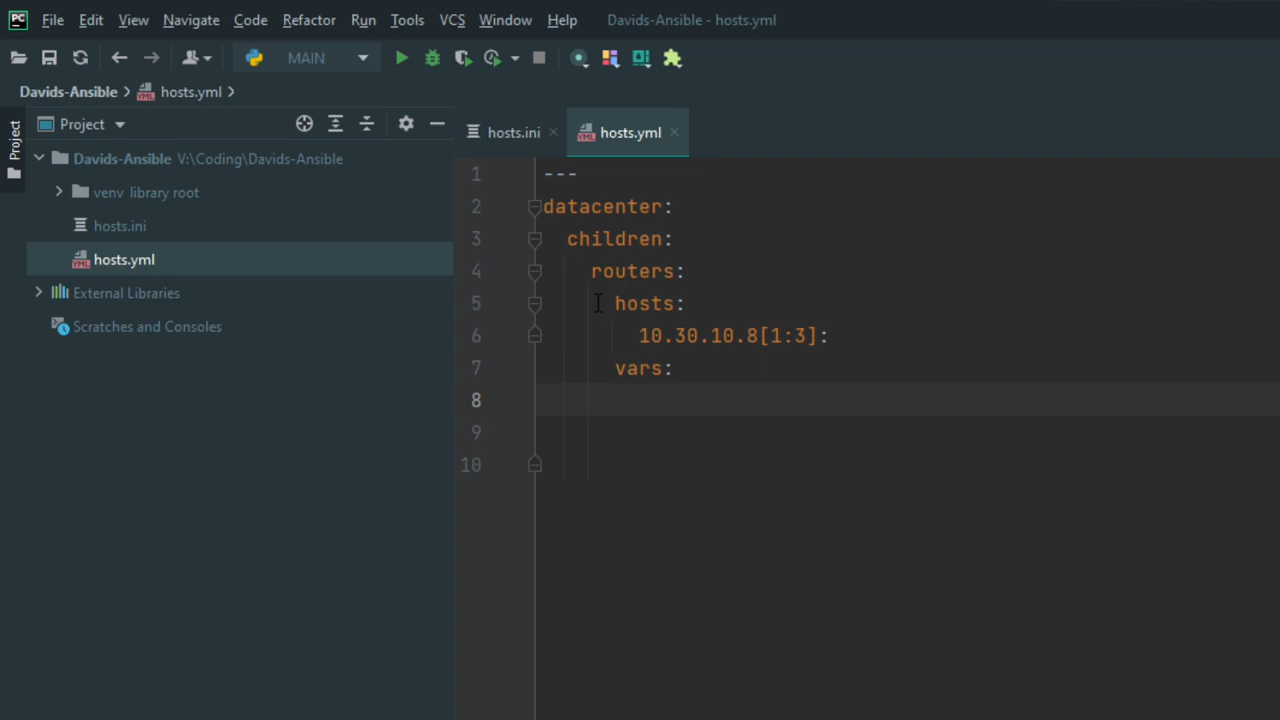 PC File Edit View Navigate Code Refactor Run Tools VCS Window Help Davids-Ansible - hosts.yml
MAIN
Davids-Ansible hosts.yml
Project
Project
Davids-Ansible V:\Coding\Davids-Ansible
venv library root
hosts.ini
hosts.yml
External Libraries
Scratches and Consoles
hosts.ini hosts.yml
1 ---
2 datacenter:
3 children:
4 routers:
5 hosts:
6 10.30.10.8[1:3]:
7 vars:
8
9
10